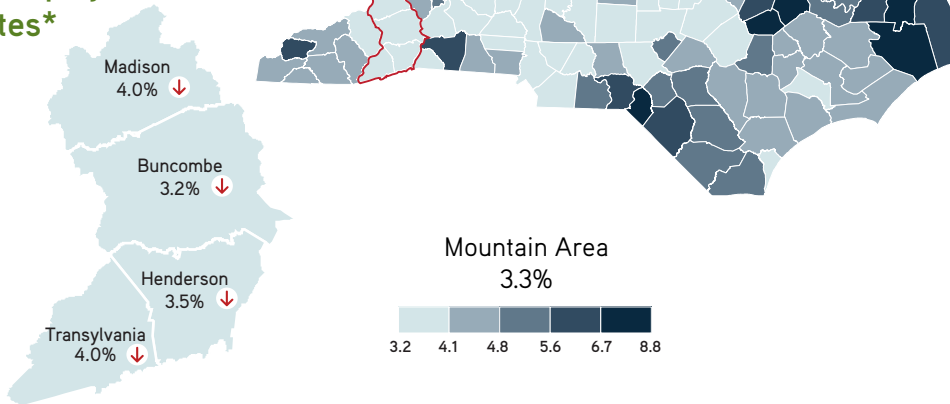 tes*
Madison
4.0%
Buncombe
3.2%
Henderson
3.5%
Transylvania
4.0%
Mountain Area
3.3%
3.2 4.1 4.8 5.6 6.7 8.8